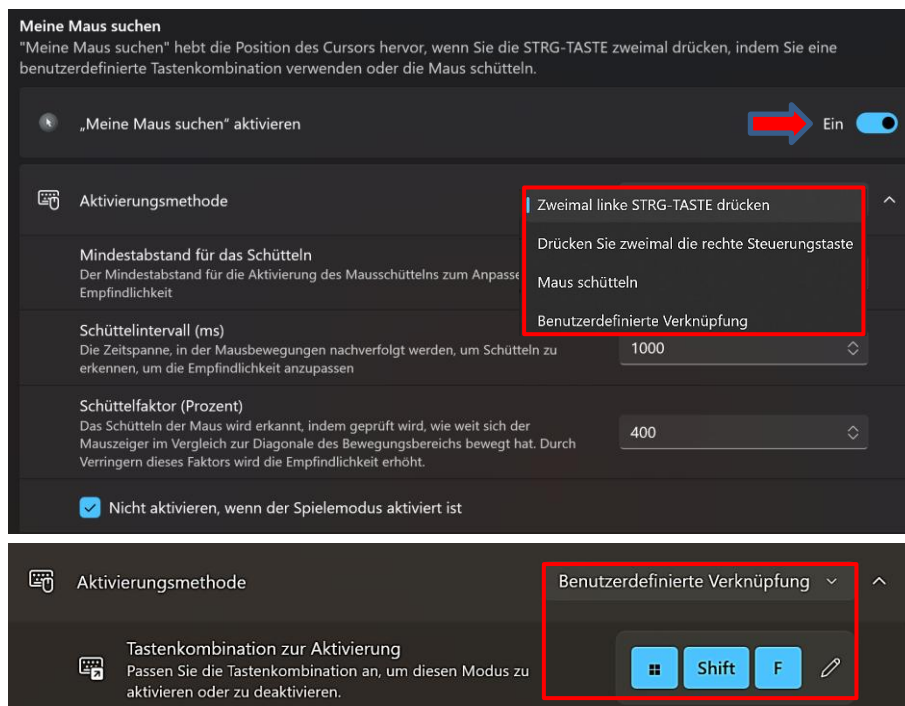 Meine Maus suchen
"Meine Maus suchen" hebt die Position des Cursors hervor, wenn Sie die STRG-TASTE zweimal drücken, indem Sie eine
benutzerdefinierte Tastenkombination verwenden oder die Maus schütteln.
„Meine Maus suchen“ aktivieren
Ein
Aktivierungsmethode
Zweimal linke STRG-TASTE drücken
Drücken Sie zweimal die rechte Steuerungstaste
Maus schütteln
Benutzerdefinierte Verknüpfung
Mindestabstand für das Schütteln
Der Mindestabstand für die Aktivierung des Mausschüttelns zum Anpasse
Empfindlichkeit
Schüttelintervall (ms)
Die Zeitspanne, in der Mausbewegungen nachverfolgt werden, um Schütteln zu
erkennen, um die Empfindlichkeit anzupassen
1000
Schüttelfaktor (Prozent)
Das Schütteln der Maus wird erkannt, indem geprüft wird, wie weit sich der
Mauszeiger im Vergleich zur Diagonale des Bewegungsbereichs bewegt hat. Durch
Verringern dieses Faktors wird die Empfindlichkeit erhöht.
400
Nicht aktivieren, wenn der Spielemodus aktiviert ist
Aktivierungsmethode
Benutzerdefinierte Verknüpfung
Tastenkombination zur Aktivierung
Passen Sie die Tastenkombination an, um diesen Modus zu
aktivieren oder zu deaktivieren.
Shift F